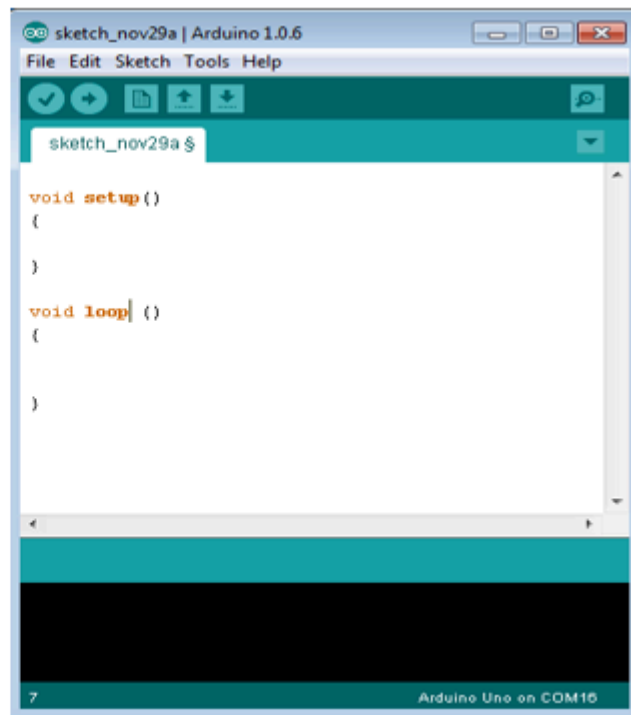 sketch_nov29a | Arduino 1.0.6
File Edit Sketch Tools Help
sketch_nov29a §
void setup()
{
}
void loop ()
{
}
7 Arduino Uno on COM16